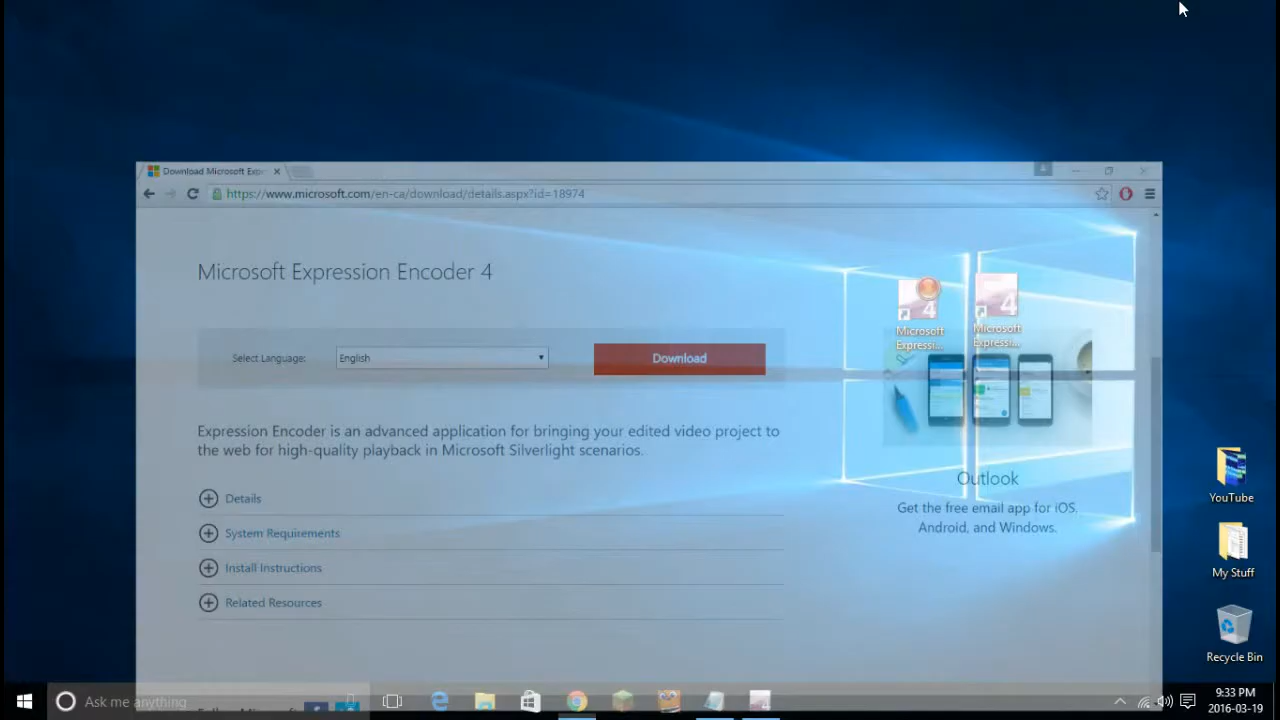 Download Microsoft Expr
https://www.microsoft.com/en-ca/download/details.aspx?id=18974
Microsoft Expression Encoder 4
Select Language:
English
Download
Microsoft
Expressi...
Microsoft
Expressi...
Expression Encoder is an advanced application for bringing your edited video project to
the web for high-quality playback in Microsoft Silverlight scenarios.
Details
System Requirements
Install Instructions
Related Resources
Outlook
Get the free email app for iOS,
Android, and Windows.
YouTube
My Stuff
Recycle Bin
Ask me anything
9:33 PM
2016-03-19